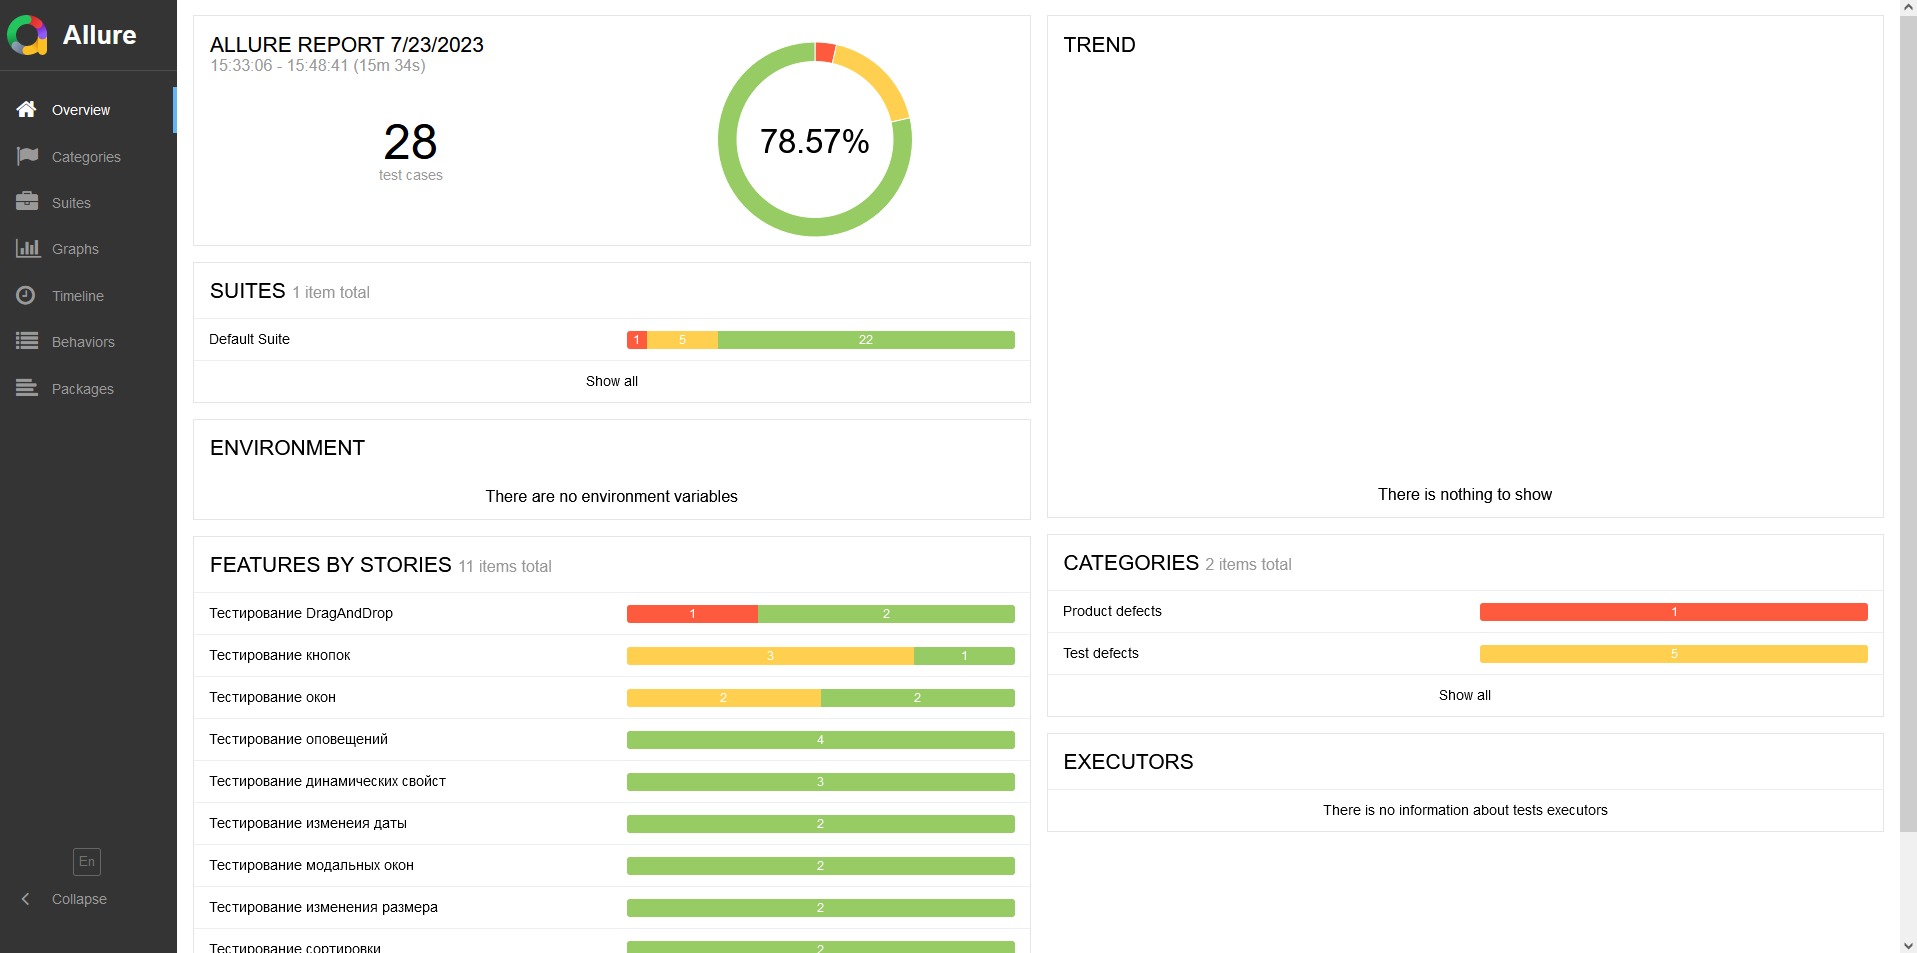 Allure
Overview
Categories
Suites
Graphs
Timeline
Behaviors
Packages
En
Collapse
ALLURE REPORT 7/23/2023
15:33:06 - 15:48:41 (15m 34s)
28
test cases
78.57%
SUITES 1 item total
Default Suite 1 5 22
Show all
ENVIRONMENT
There are no environment variables
FEATURES BY STORIES 11 items total
Тестирование DragAndDrop 1 2
Тестирование кнопок 3 1
Тестирование окон 2 2
Тестирование оповещений 4
Тестирование динамических свойст 3
Тестирование изменеия даты 2
Тестирование модальных окон 2
Тестирование изменения размера 2
Тестирование сортировки 2
TREND
There is nothing to show
CATEGORIES 2 items total
Product defects 1
Test defects 5
Show all
EXECUTORS
There is no information about tests executors